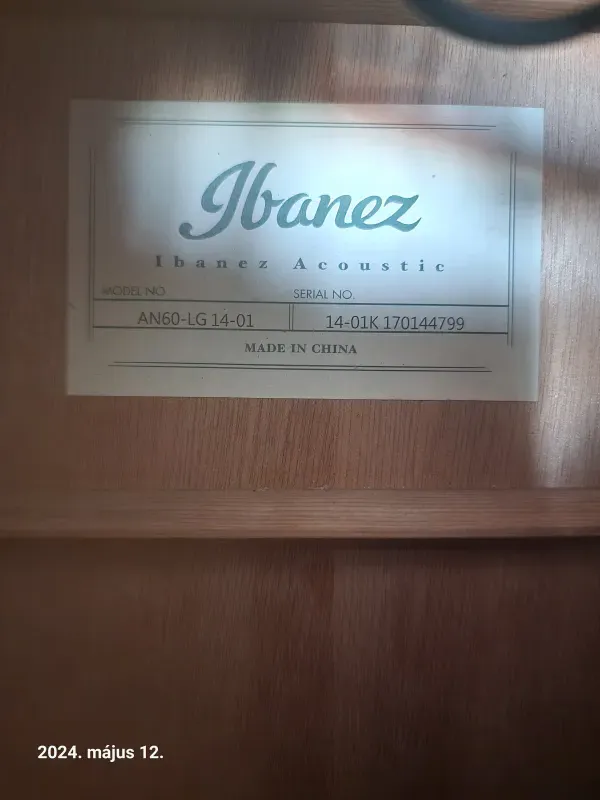 Ibanez
Ibanez Acoustic
MODEL NO
SERIAL NO.
AN60-LG 14-01
14-01K 170144799
MADE IN CHINA
2024. május 12.